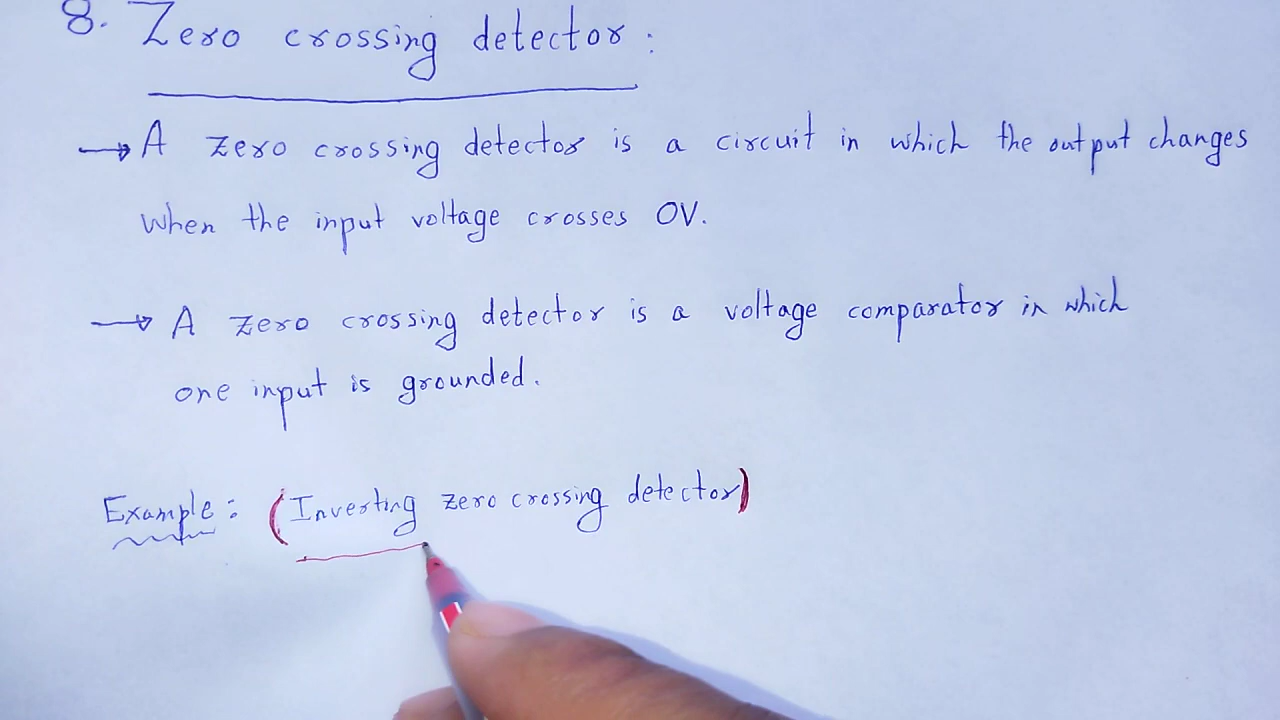 8. Zero crossing detector :
→ A zero crossing detector is a circuit in which the output changes
when the input voltage crosses 0V.
→ A zero crossing detector is a voltage comparator in which
one input is grounded.
Example : (Inverting zero crossing detector)